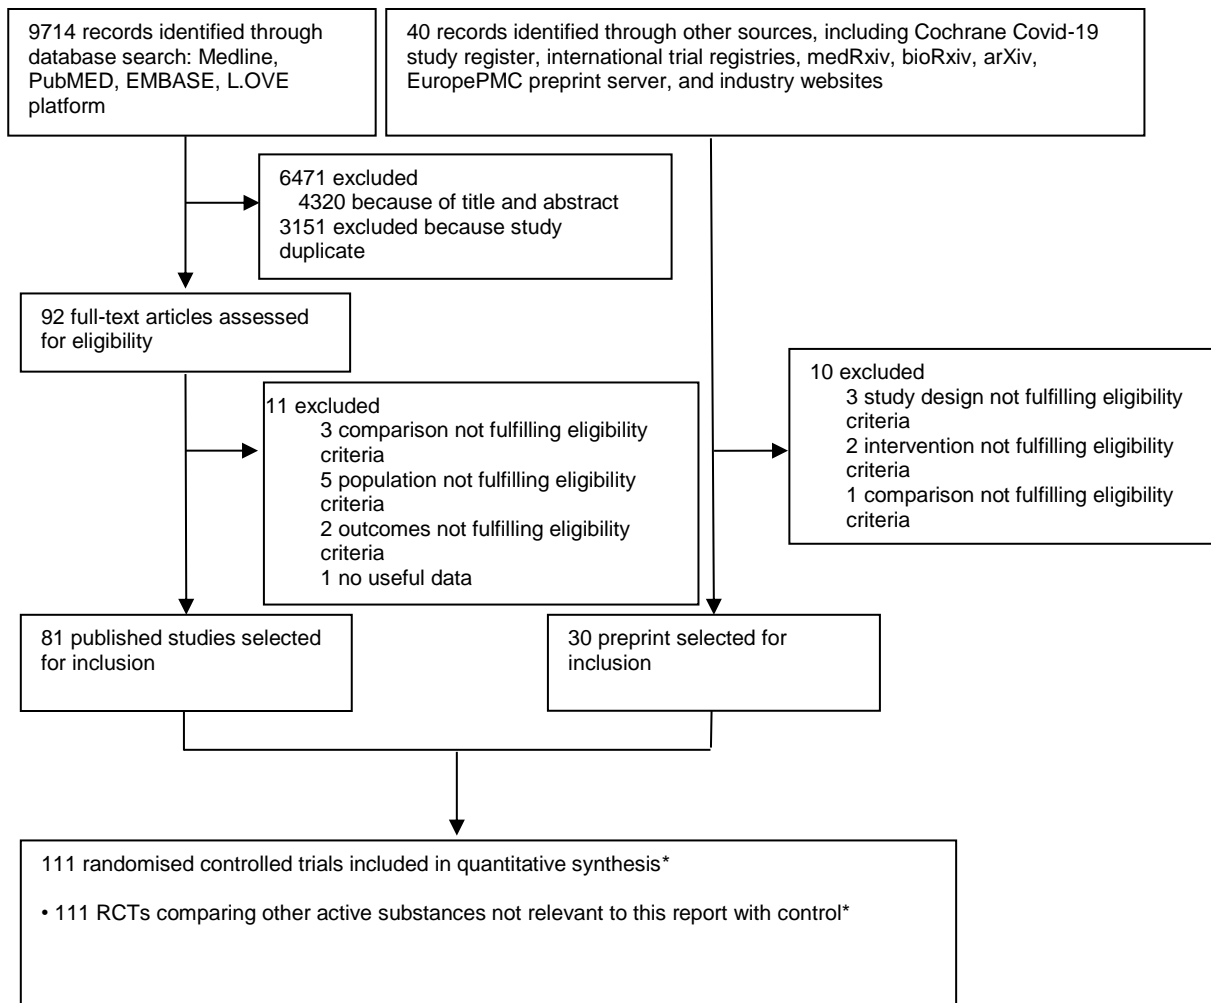 9714 records identified through
database search: Medline,
PubMED, EMBASE, L.OVE
platform
40 records identified through other sources, including Cochrane Covid-19
study register, international trial registries, medRxiv, bioRxiv, arXiv,
EuropePMC preprint server, and industry websites
6471 excluded
4320 because of title and abstract
3151 excluded because study
duplicate
92 full-text articles assessed
for eligibility
11 excluded
3 comparison not fulfilling eligibility
criteria
5 population not fulfilling eligibility
criteria
2 outcomes not fulfilling eligibility
criteria
1 no useful data
10 excluded
3 study design not fulfilling eligibility
criteria
2 intervention not fulfilling eligibility
criteria
1 comparison not fulfilling eligibility
criteria
81 published studies selected
for inclusion
30 preprint selected for
inclusion
111 randomised controlled trials included in quantitative synthesis*
• 111 RCTs comparing other active substances not relevant to this report with control*